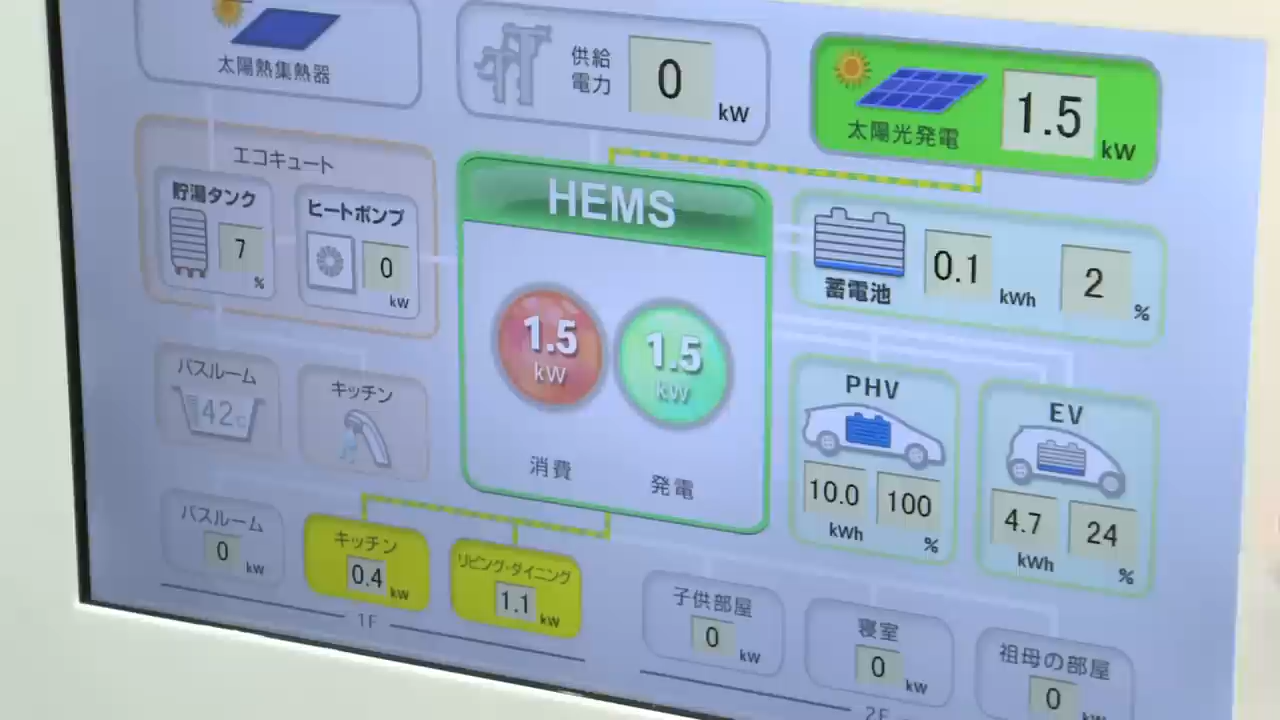 太陽熱集熱器
供給
電力
0
kW
太陽光発電
1.5
kW
エコキュート
貯湯タンク
7
%
ヒートポンプ
0
kW
HEMS
1.5
kW
1.5
kW
消費
発電
蓄電池
0.1
kWh
2
%
バスルーム
42℃
キッチン
PHV
10.0
kWh
100
%
EV
4.7
kWh
24
%
バスルーム
0
kW
キッチン
0.4
kW
リビング・ダイニング
1.1
kW
1F
子供部屋
0
kW
寝室
0
kW
祖母の部屋
0
kW
2F